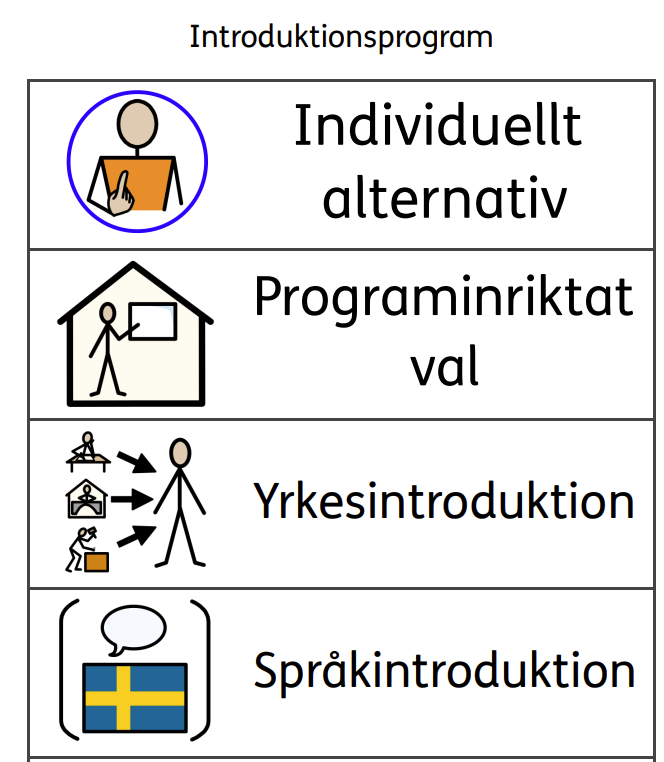 Introduktionsprogram
Individuellt
alternativ
Programinriktat
val
Yrkesintroduktion
Språkintroduktion